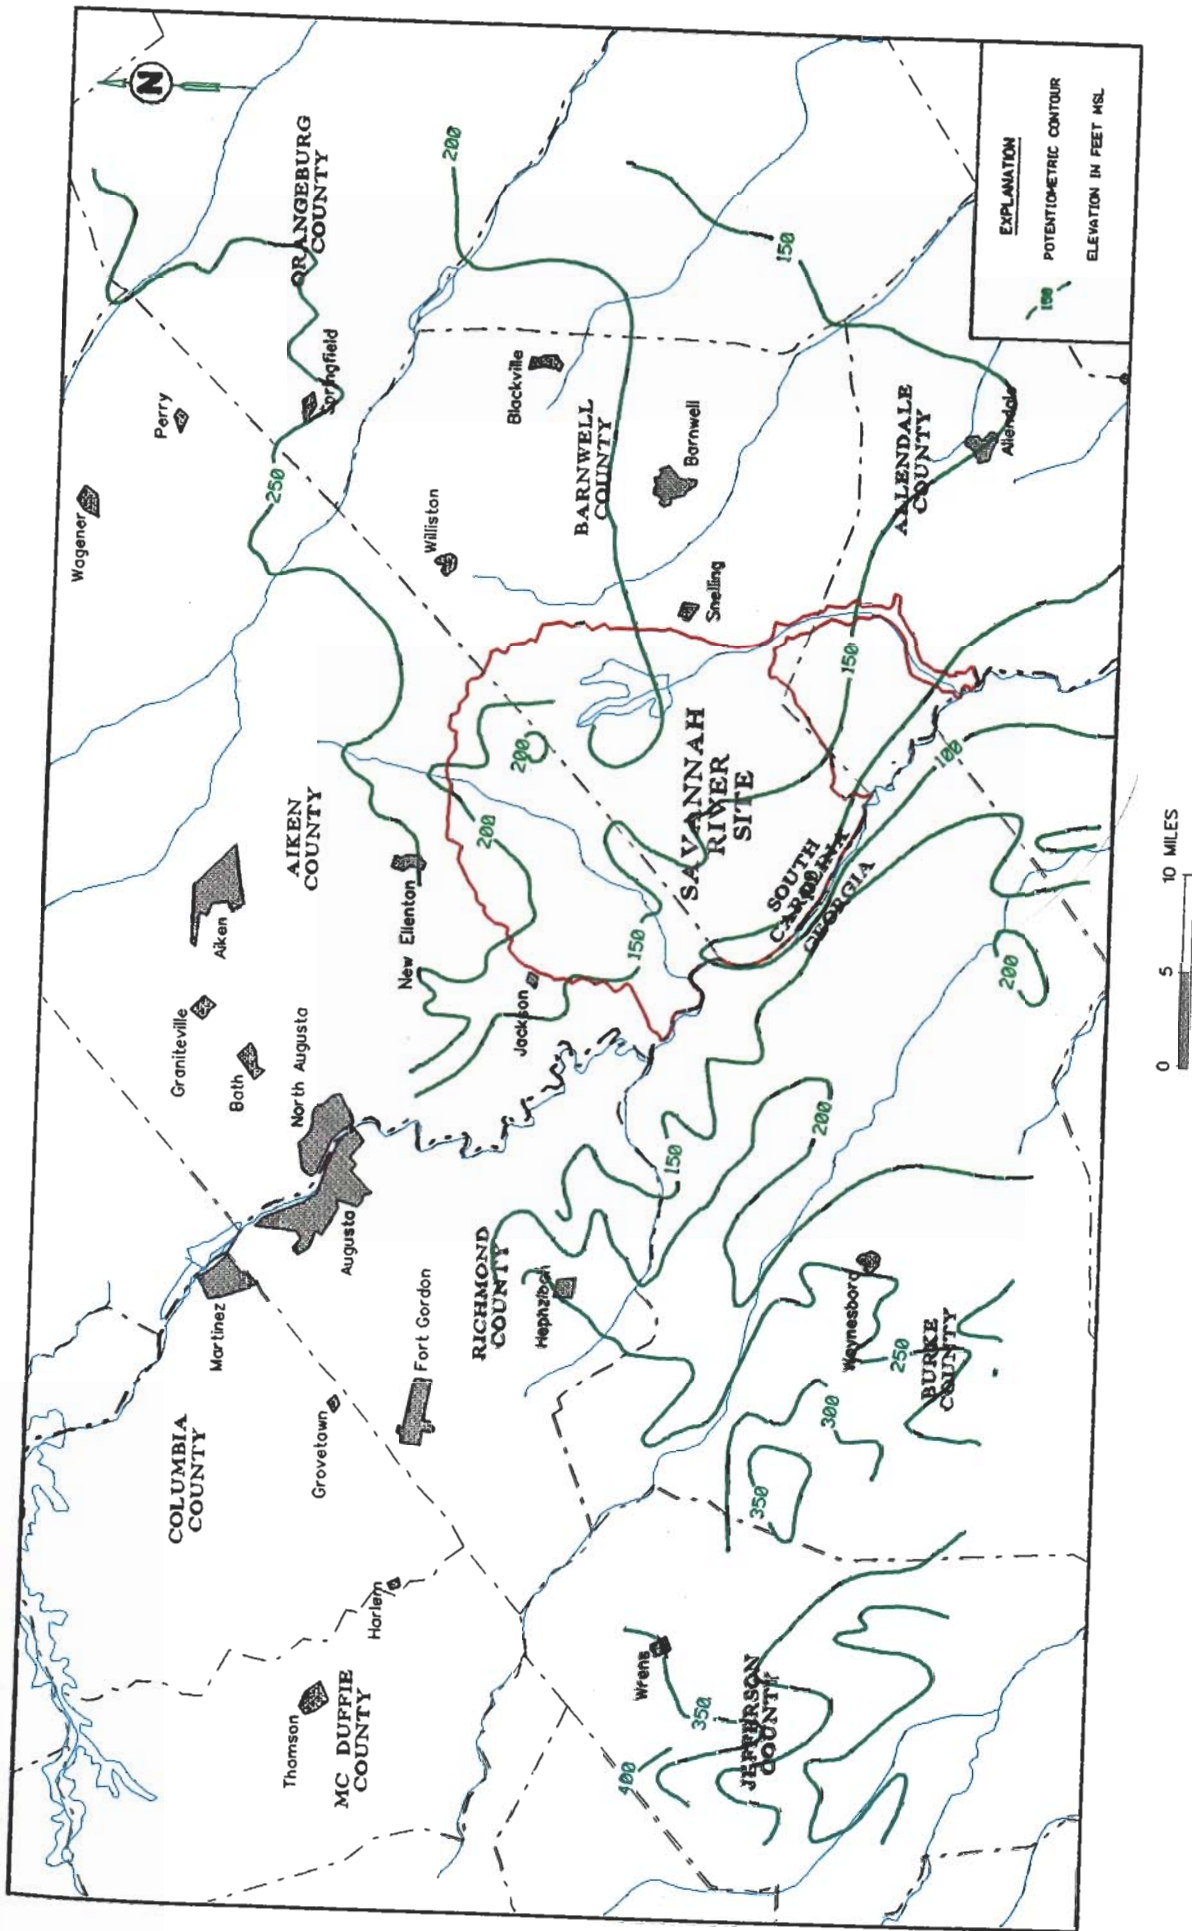 COLUMBIA
COUNTY
MC DUFFIE
COUNTY
Thomson
Harlem
Grovetown
Martinez
Fort Gordon
Augusta
North Augusta
Bath
Graniteville
Aiken
AIKEN
COUNTY
New Ellenton
Jackson
Wagener
Perry
Springfield
ORANGEBURG
COUNTY
N
250
200
200
200
200
Williston
Blackville
BARNWELL
COUNTY
Barnwell
Snelling
SAVANNAH
RIVER
SITE
150
150
150
150
ALLENDALE
COUNTY
Allendale
SOUTH
CAROLINA
GEORGIA
100
100
RICHMOND
COUNTY
Hephzibah
200
200
Waynesboro
BURKE
COUNTY
250
300
350
Wrens
350
400
JEFFERSON
COUNTY
EXPLANATION
100
POTENTIOMETRIC CONTOUR
ELEVATION IN FEET MSL
0 5 10 MILES